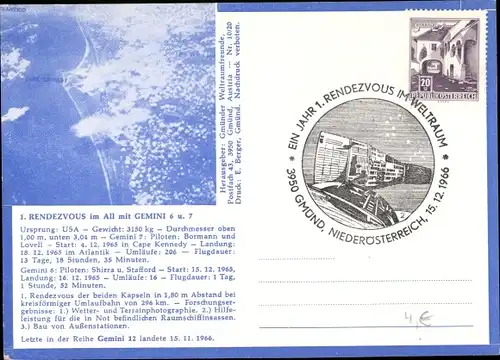 1. RENDEZVOUS im All mit GEMINI 6 u. 7
Ursprung: USA - Gewicht: 3150 kg - Durchmesser oben
1,00 m, unten 3,04 m - Gemini 7: Piloten: Bormann und
Lovell - Start: 4. 12. 1965 in Cape Kennedy - Landung:
18. 12. 1965 im Atlantik - Umläufe: 206 - Flugdauer:
13 Tage, 18 Stunden, 35 Minuten.
Gemini 6: Piloten: Shirra u. Stafford - Start: 15. 12. 1965,
Landung: 16. 12. 1965 - Umläufe: 16 - Flugdauer: 1 Tag,
1 Stunde, 52 Minuten.
1. Rendezvous der beiden Kapseln in 1,80 m Abstand bei
kreisförmiger Umlaufbahn von 296 km. - Forschungser-
gebnisse: 1.) Wetter- und Terrainphotographie. 2.) Hilfe-
leistung für die in Not befindlichen Raumschiffinsassen.
3.) Bau von Außenstationen.
Letzte in der Reihe Gemini 12 landete 15. 11. 1966.
Herausgeber: Gmünder Weltraumfreunde,
Postfach 43, 3950 Gmünd, Austria - Nr. 10/20
Druck: E. Berger, Gmünd. Nachdruck verboten.
20 g
REPUBLIK ÖSTERREICH
* EIN JAHR 1. RENDEZVOUS IM WELTRAUM *
3950 GMÜND, NIEDERÖSTERREICH, 15. 12. 1966
4,€